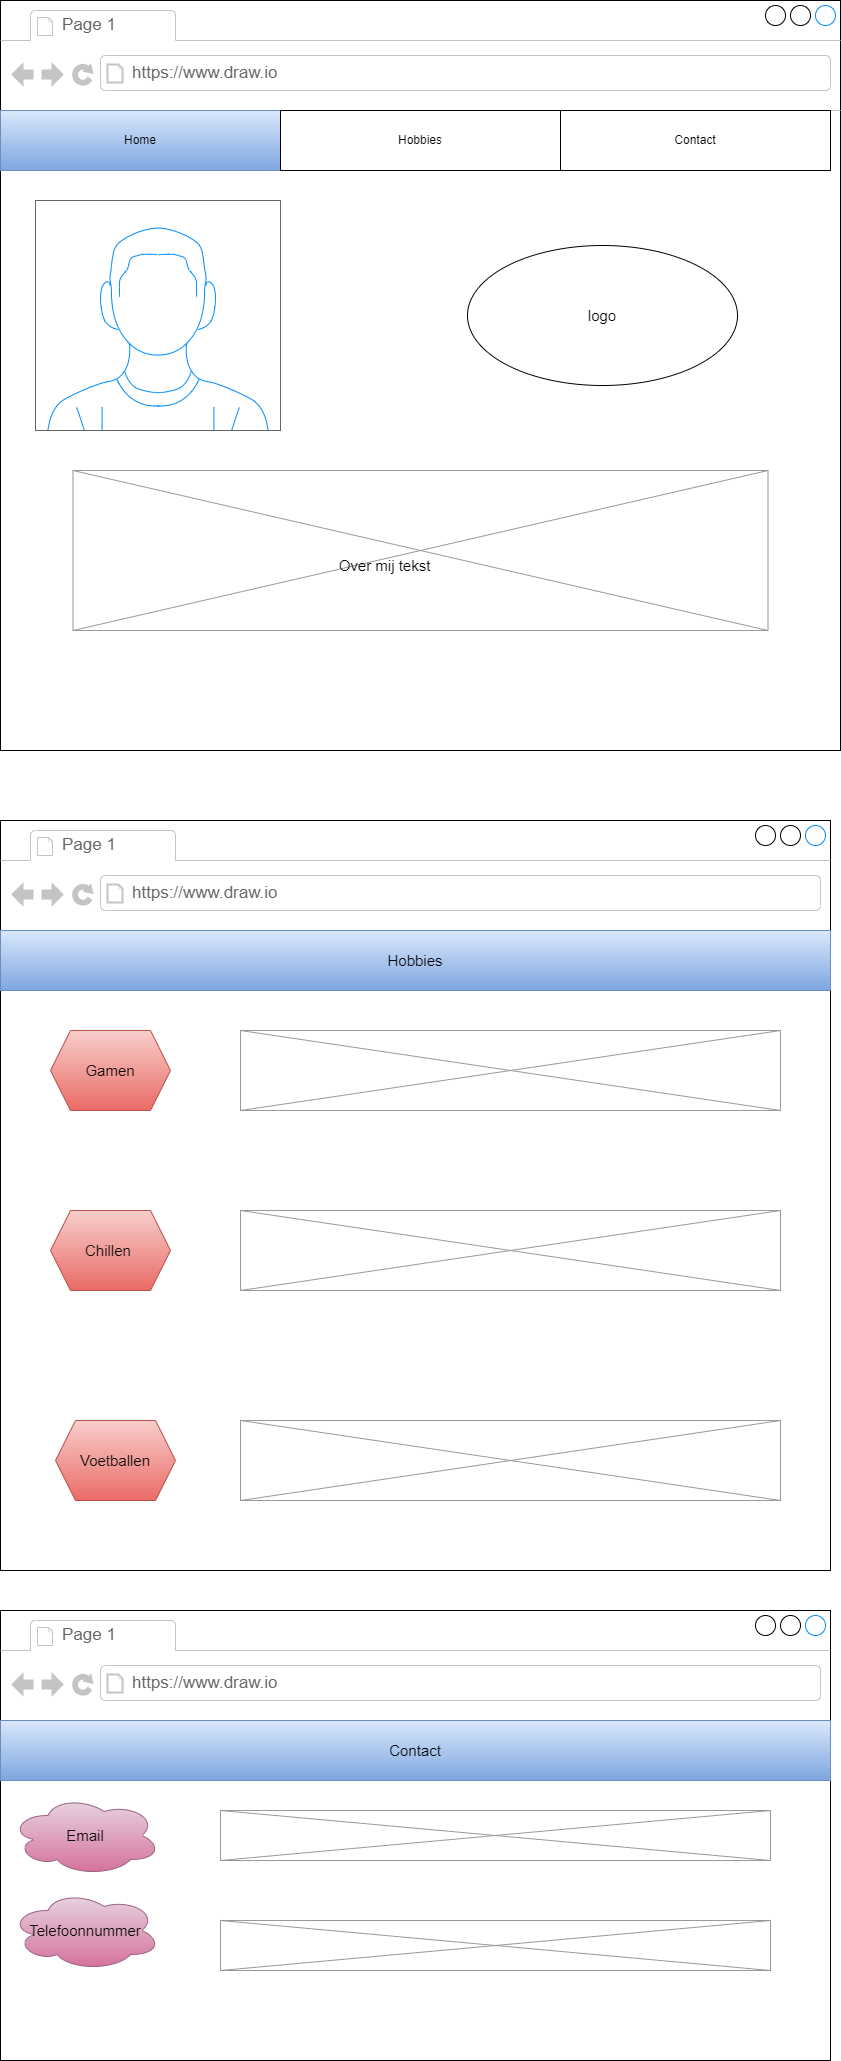 Page 1
https://www.draw.io
Home
Hobbies
Contact
logo
Over mij tekst
Page 1
https://www.draw.io
Hobbies
Gamen
Chillen
Voetballen
Page 1
https://www.draw.io
Contact
Email
Telefoonnummer